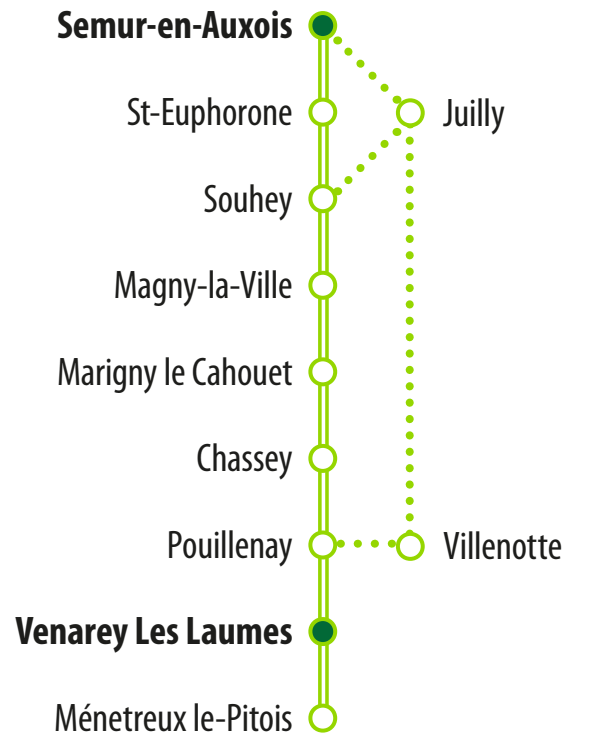 Semur-en-Auxois
St-Euphorone
Juilly
Souhey
Magny-la-Ville
Marigny le Cahouet
Chassey
Pouillenay
Villenotte
Venarey Les Laumes
Ménetreux le-Pitois